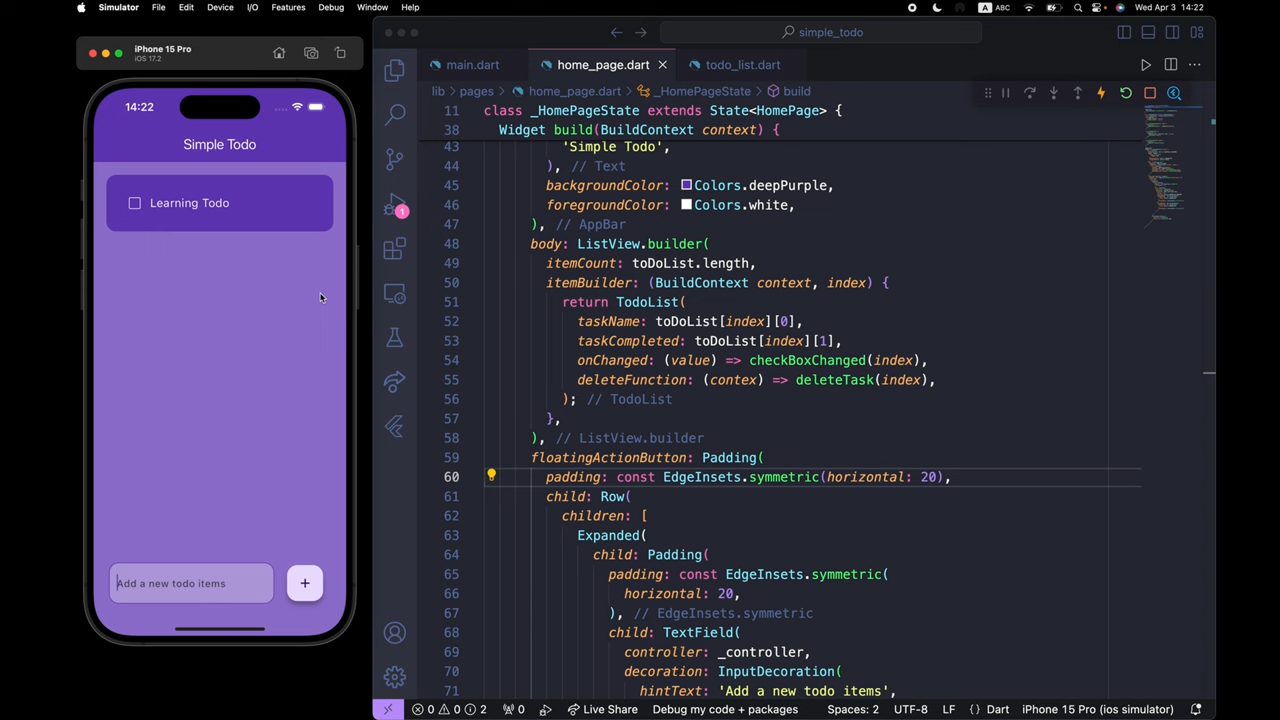 Simulator File Edit Device I/O Features Debug Window Help A ABC Wed Apr 3 14:22
iPhone 15 Pro
iOS 17.2
14:22
Simple Todo
Learning Todo
Add a new todo items
+
simple_todo
main.dart home_page.dart todo_list.dart
lib > pages > home_page.dart > _HomePageState > build
11 class _HomePageState extends State<HomePage> {
38 Widget build(BuildContext context) {
43 'Simple Todo',
44 ), // Text
45 backgroundColor: Colors.deepPurple,
46 foregroundColor: Colors.white,
47 ), // AppBar
48 body: ListView.builder(
49 itemCount: toDoList.length,
50 itemBuilder: (BuildContext context, index) {
51 return TodoList(
52 taskName: toDoList[index][0],
53 taskCompleted: toDoList[index][1],
54 onChanged: (value) => checkBoxChanged(index),
55 deleteFunction: (contex) => deleteTask(index),
56 ); // TodoList
57 },
58 ), // ListView.builder
59 floatingActionButton: Padding(
60 padding: const EdgeInsets.symmetric(horizontal: 20),
61 child: Row(
62 children: [
63 Expanded(
64 child: Padding(
65 padding: const EdgeInsets.symmetric(
66 horizontal: 20,
67 ), // EdgeInsets.symmetric
68 child: TextField(
69 controller: _controller,
70 decoration: InputDecoration(
71 hintText: 'Add a new todo items',
1
0 0 2 0 Live Share Debug my code + packages Spaces: 2 UTF-8 LF {} Dart iPhone 15 Pro (ios simulator)